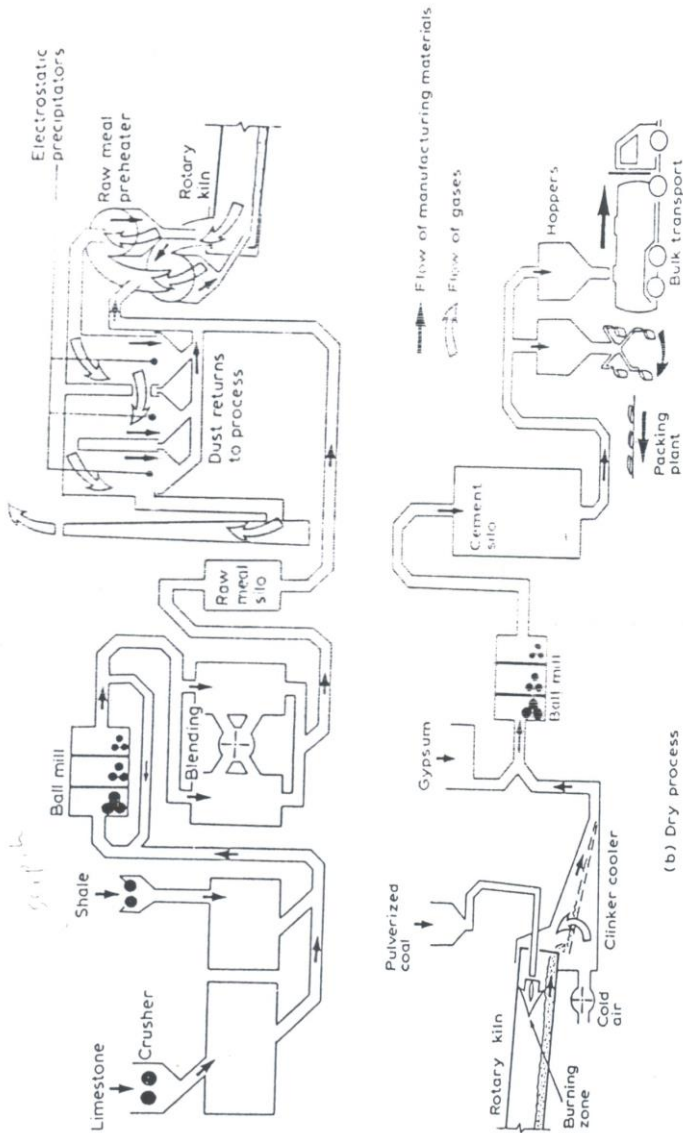 Limestone
Crusher
Shale
Ball mill
Blending
Raw
meal
silo
Dust returns
to process
Electrostatic
precipitators
Raw meal
preheater
Rotary
kiln
Rotary kiln
Burning
zone
Cold
air
Clinker cooler
Pulverized
coal
Gypsum
Ball mill
Cement
silo
Hoppers
Packing
plant
Bulk transport
Flow of manufacturing materials
Flow of gases
(b) Dry process